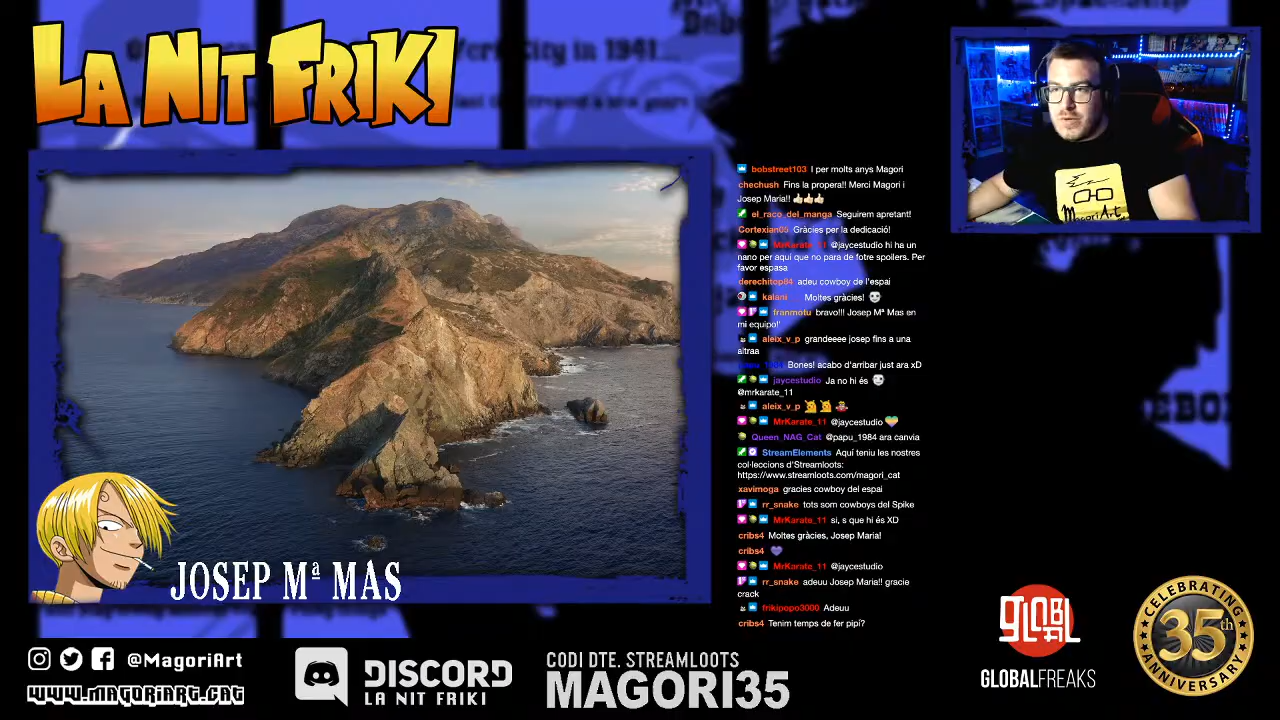 LA NIT FRIKI
City in 1941
bobstreet103 I per molts anys Magori
chechush Fins la propera!! Merci Magori i
Josep Maria!! 👍🏻👍🏻👍🏻
el_raco_del_manga Seguirem apretant!
Cortexian05 Gràcies per la dedicació!
MrKarate_11 @jaycestudio hi ha un
nano per aquí que no para de fotre spoilers. Per
favor espasa
derechitop84 adeu cowboy de l'espai
kalani Moltes gràcies!
franmotu bravo!!! Josep Mª Mas en
mi equipo!'
aleix_v_p grandeeee josep fins a una
altraa
Bones! acabo d'arribar just ara xD
jaycestudio Ja no hi és
@mrkarate_11
aleix_v_p
MrKarate_11 @jaycestudio
Queen_NAG_Cat @papu_1984 ara canvia
StreamElements Aquí teniu les nostres
col·leccions d'Streamloots:
https://www.streamloots.com/magori_cat
xavimoga gracies cowboy del espai
rr_snake tots som cowboys del Spike
MrKarate_11 si, s que hi és XD
cribs4 Moltes gràcies, Josep Maria!
cribs4 💜
MrKarate_11 @jaycestudio
rr_snake adeuu Josep Maria!! gracie
crack
frikipopo3000 Adeuu
cribs4 Tenim temps de fer pipí?
MagoriArt
JOSEP Mª MAS
@MagoriArt
www.magoriart.cat
DISCORD
LA NIT FRIKI
CODI DTE. STREAMLOOTS
MAGORI35
GLOBAL
GLOBALFREAKS
CELEBRATING
35th
ANNIVERSARY